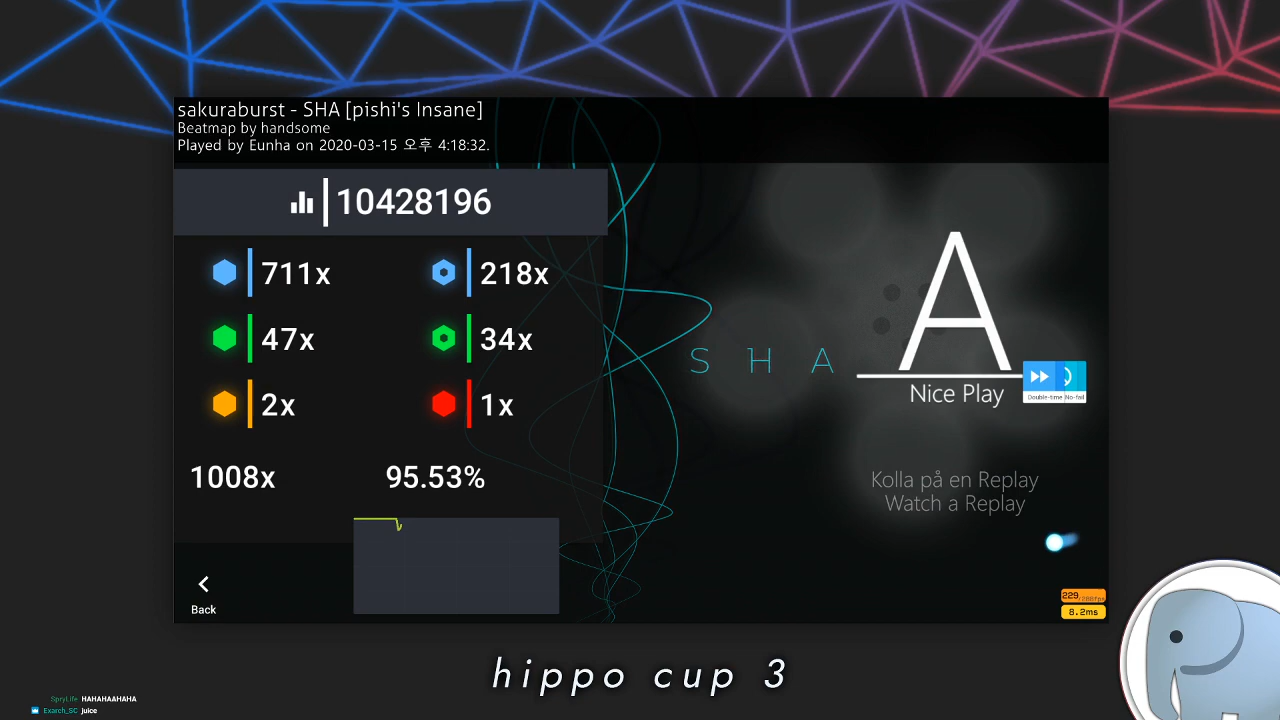 sakuraburst - SHA [pishi's Insane]
Beatmap by handsome
Played by Eunha on 2020-03-15 오후 4:18:32.
10428196
711x 218x
47x 34x
2x 1x
1008x 95.53%
S H A
A
Nice Play
Double-time No-fail
Kolla på en Replay
Watch a Replay
Back
229
8.2ms
hippo cup 3
SpryLife HAHAHAAHAHA
Exarch_SC juice